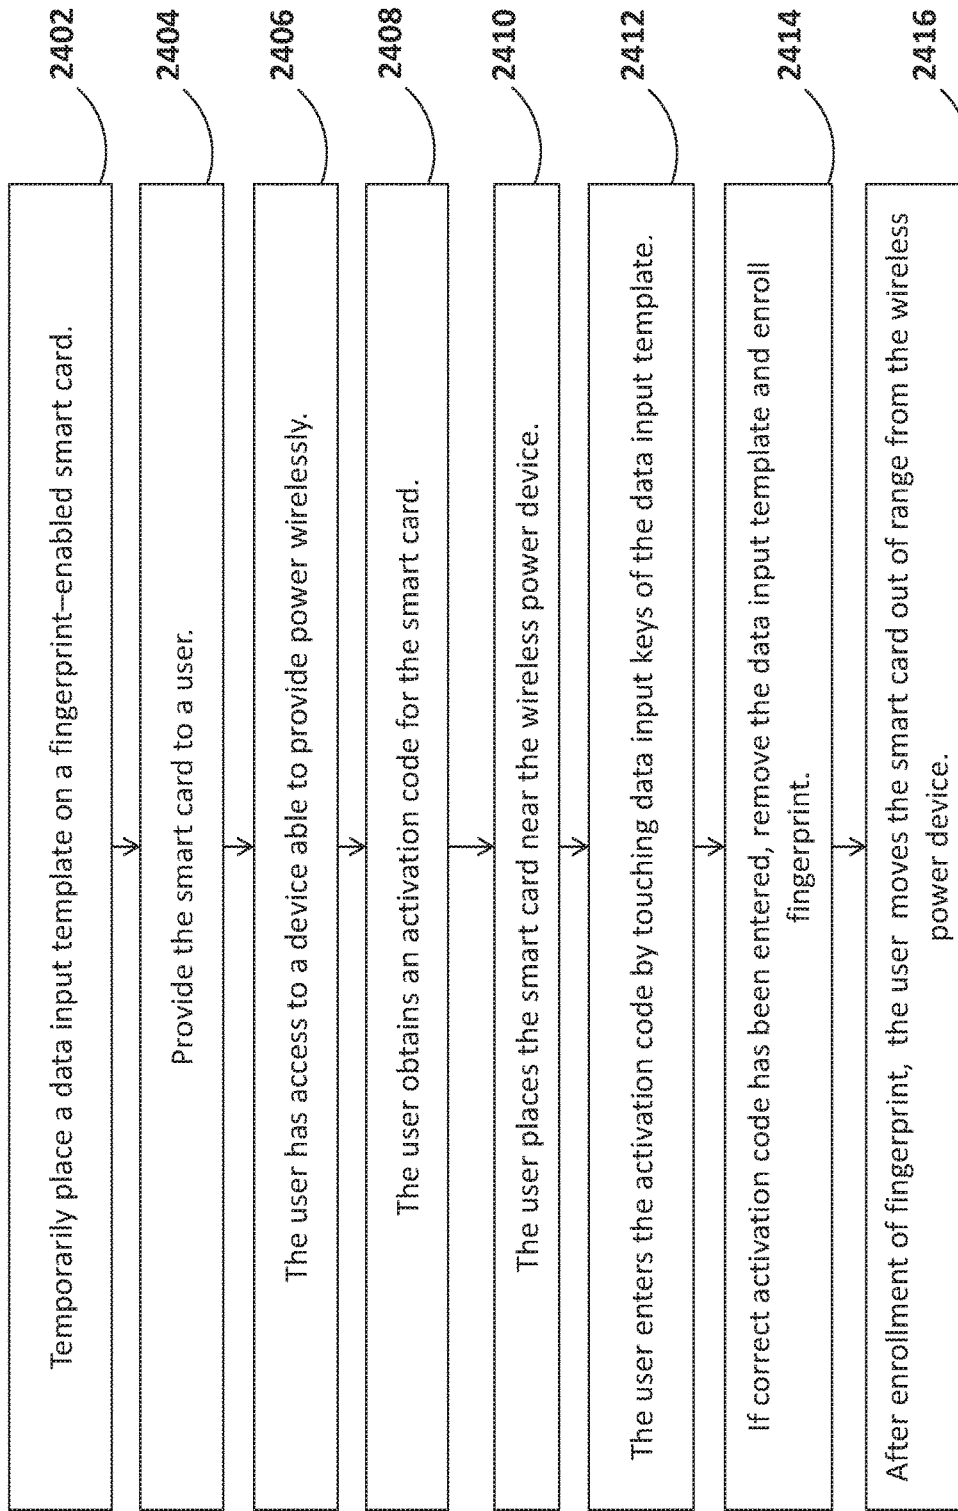 Temporarily place a data input template on a fingerprint–enabled smart card.
2402
Provide the smart card to a user.
2404
The user has access to a device able to provide power wirelessly.
2406
The user obtains an activation code for the smart card.
2408
The user places the smart card near the wireless power device.
2410
The user enters the activation code by touching data input keys of the data input template.
2412
If correct activation code has been entered, remove the data input template and enroll
fingerprint.
2414
After enrollment of fingerprint, the user moves the smart card out of range from the wireless
power device.
2416